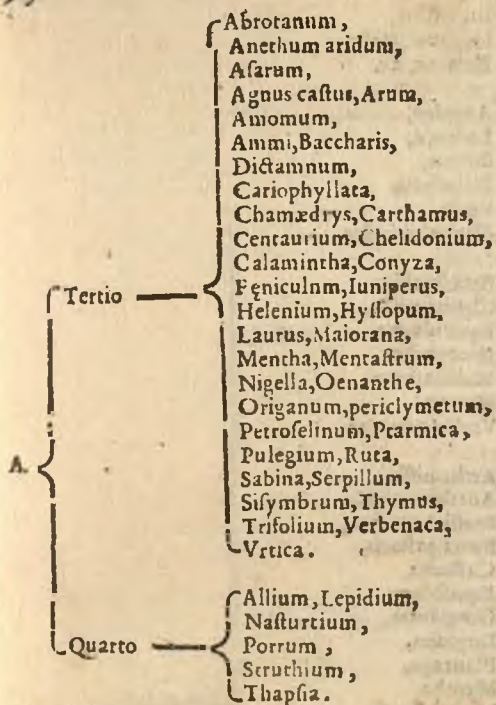 Abrotanum,
Anethum aridum,
Aſarum,
Agnus caſtus, Arum,
Amomum,
Ammi, Baccharis,
Dictamnum,
Cariophyllata,
Chamædrys, Carthamus,
Centaurium, Chelidonium,
Calamintha, Conyza,
Tertio
Fęniculum, Iuniperus,
Helenium, Hyſſopum,
Laurus, Maiorana,
Mentha, Mentaſtrum,
Nigella, Oenanthe,
Origanum, periclymetum,
Petroſelinum, Ptarmica,
A.
Pulegium, Ruta,
Sabina, Serpillum,
Siſymbrum, Thymus,
Trifolium, Verbenaca,
Vrtica.
Allium, Lepidium,
Naſturtium,
Quarto
Porrum,
Struthium,
Thapſia.